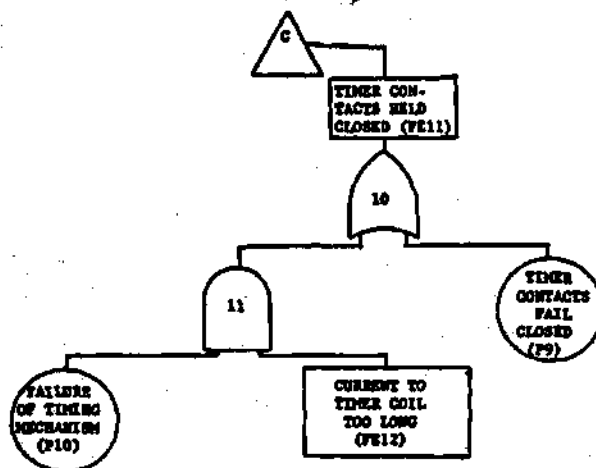 C
TIMER CON-
TACTS HELD
CLOSED (FE11)
10
11
TIMER
CONTACTS
FAIL
CLOSED
(P9)
FAILURE
OF TIMING
MECHANISM
(P10)
CURRENT TO
TIMER COIL
TOO LONG
(FE12)